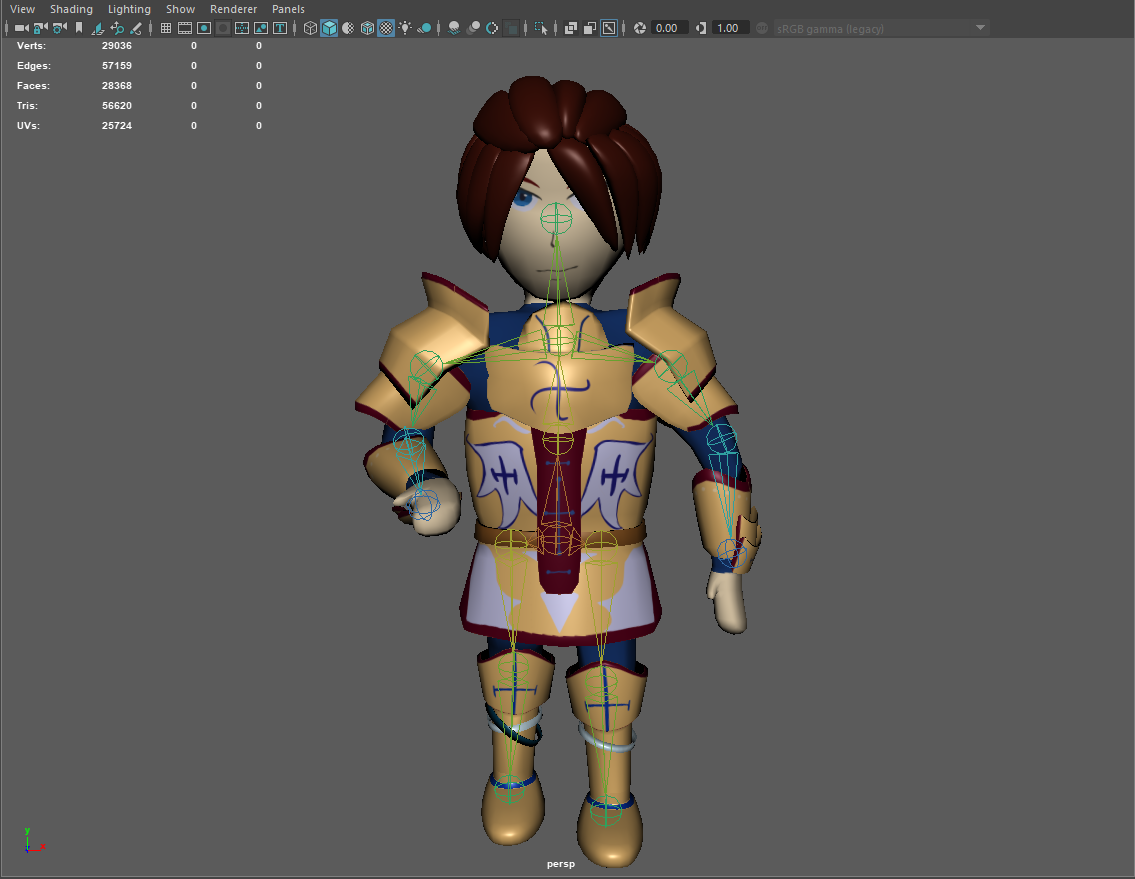 View Shading Lighting Show Renderer Panels
0.00 1.00 sRGB gamma (legacy)
Verts: 29036 0 0
Edges: 57159 0 0
Faces: 28368 0 0
Tris: 56620 0 0
UVs: 25724 0 0
y
z x
persp